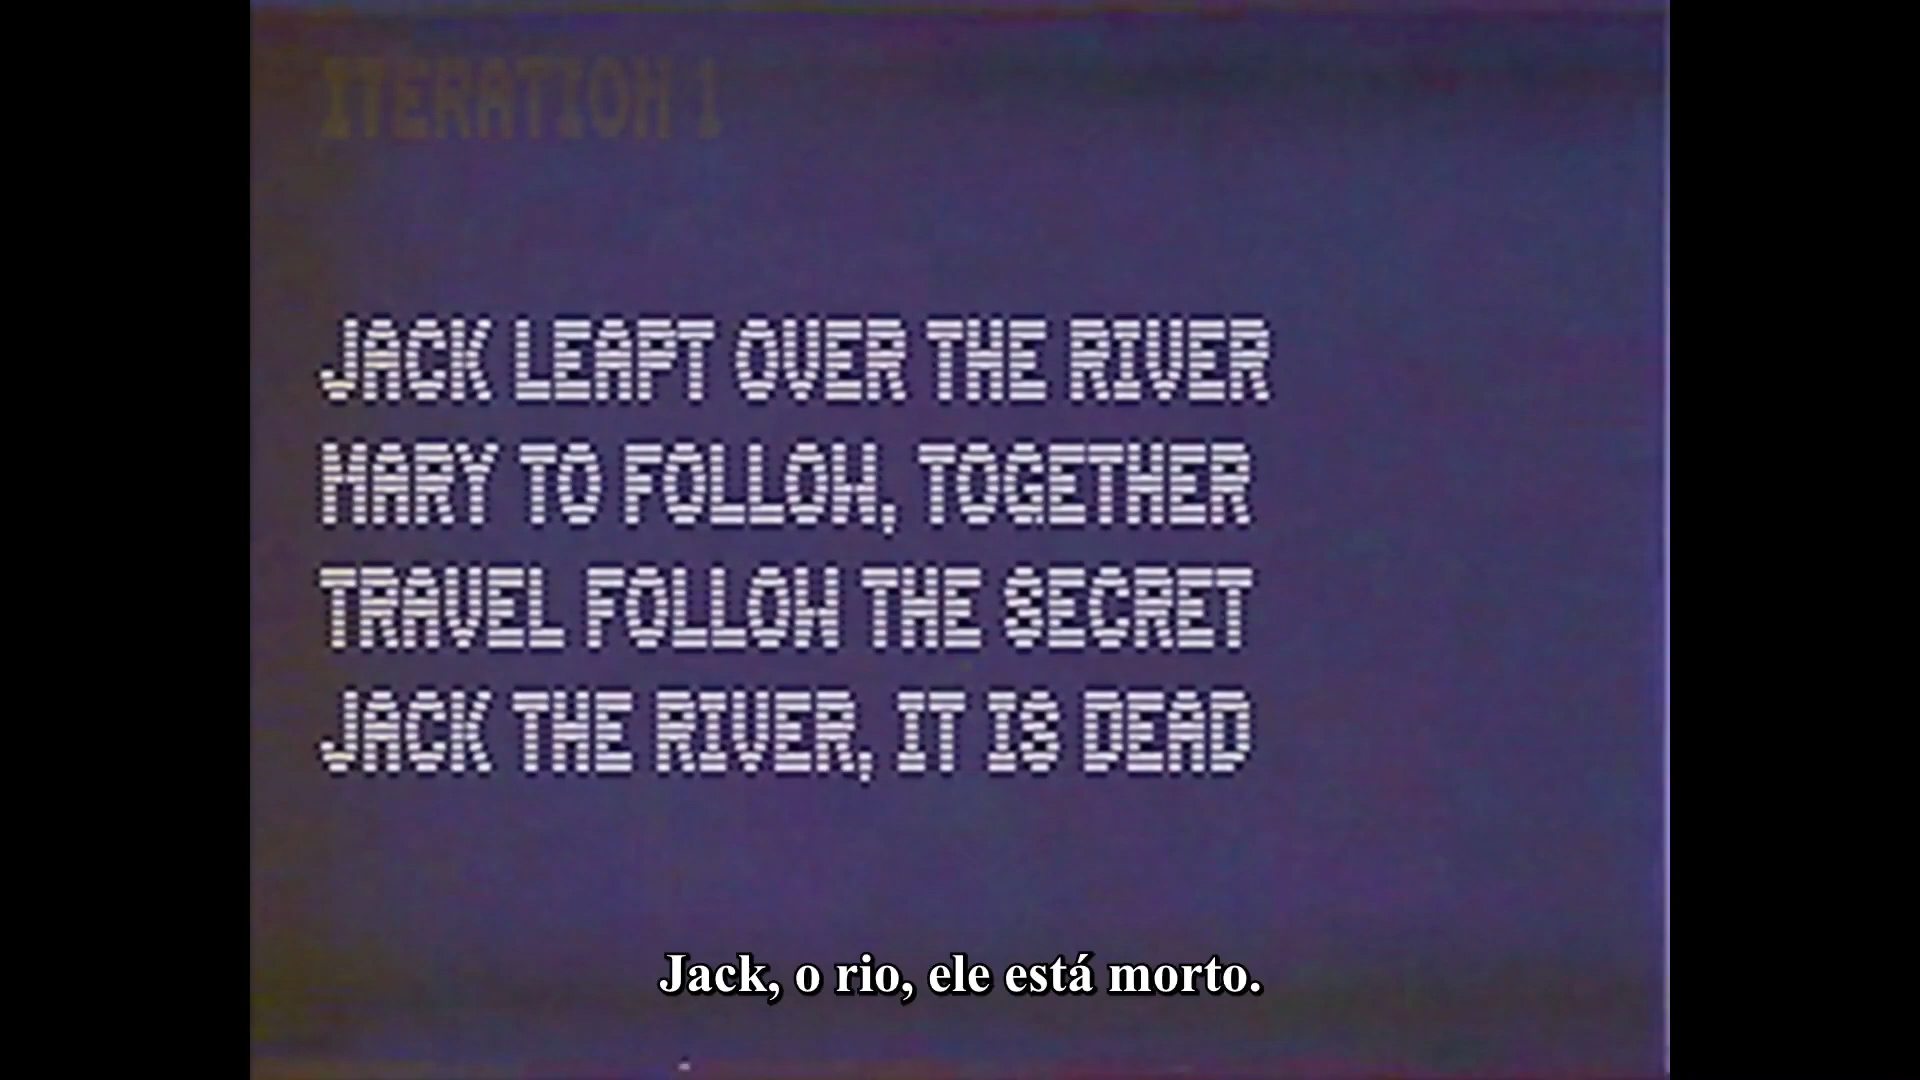 ITERATION 1
JACK LEAPT OVER THE RIVER
MARY TO FOLLOW, TOGETHER
TRAVEL FOLLOW THE SECRET
JACK THE RIVER, IT IS DEAD
Jack, o rio, ele está morto.